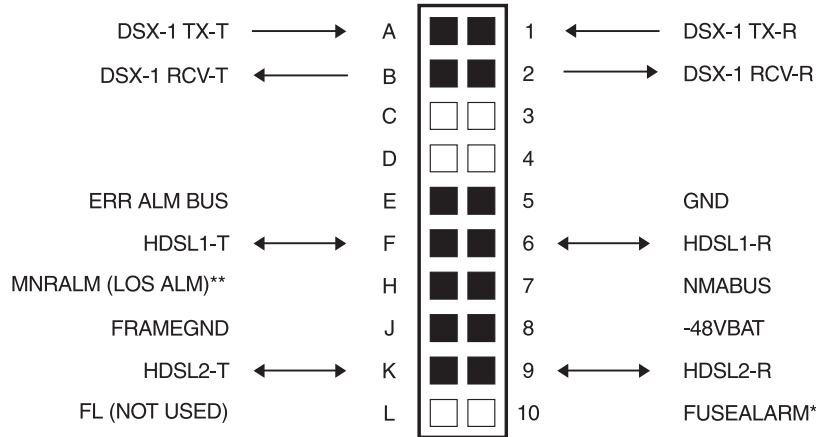 DSX-1 TX-T A 1 DSX-1 TX-R
DSX-1 RCV-T B 2 DSX-1 RCV-R
C 3
D 4
ERR ALM BUS E 5 GND
HDSL1-T F 6 HDSL1-R
MNRALM (LOS ALM)** H 7 NMABUS
FRAMEGND J 8 -48VBAT
HDSL2-T K 9 HDSL2-R
FL (NOT USED) L 10 FUSEALARM*